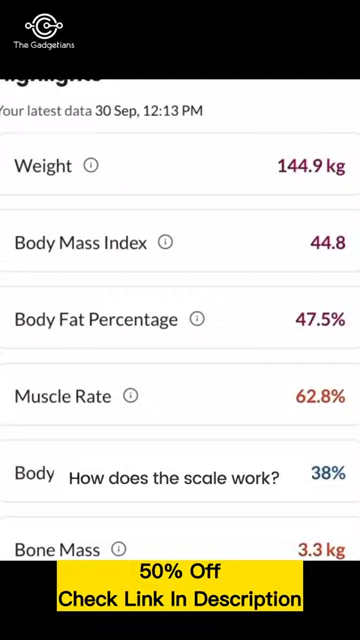 The Gadgetians
Highlights
Your latest data 30 Sep, 12:13 PM
Weight 144.9 kg
Body Mass Index 44.8
Body Fat Percentage 47.5%
Muscle Rate 62.8%
Body 38%
How does the scale work?
Bone Mass 3.3 kg
50% Off
Check Link In Description